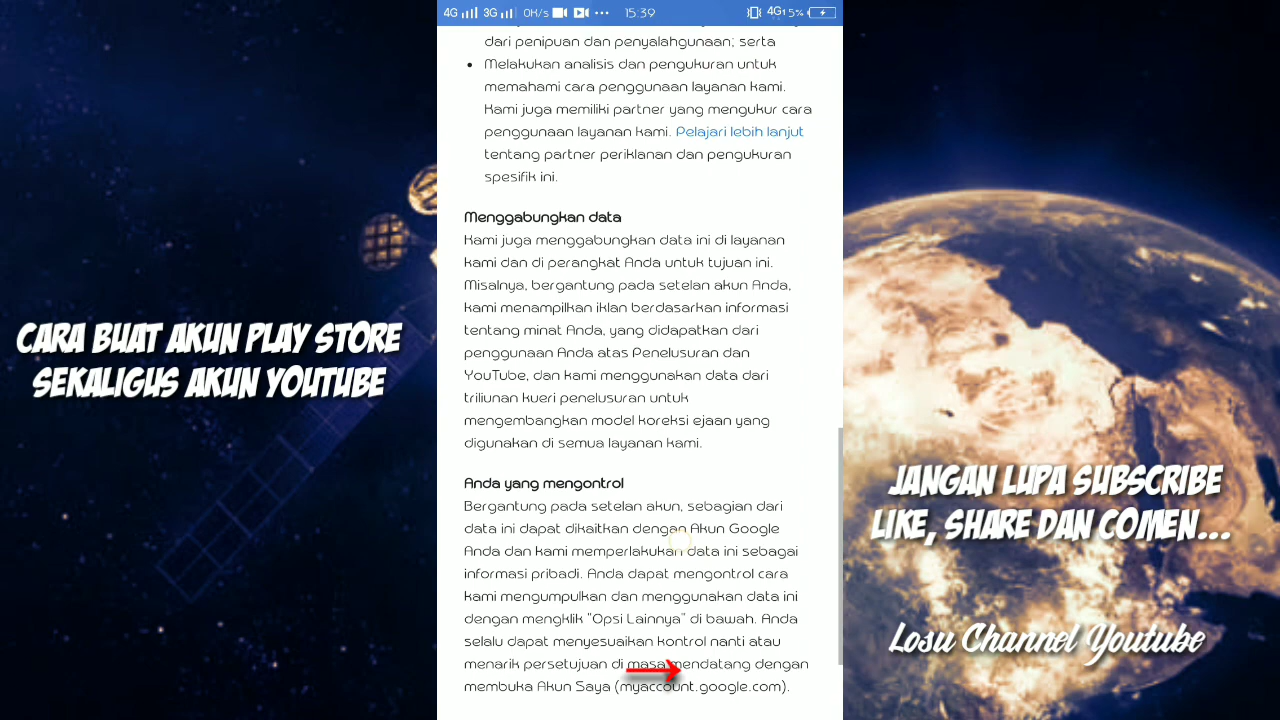 4G 3G 0K/s 15:39 4G 15%
dari penipuan dan penyalahgunaan; serta
• Melakukan analisis dan pengukuran untuk
memahami cara penggunaan layanan kami.
Kami juga memiliki partner yang mengukur cara
penggunaan layanan kami. Pelajari lebih lanjut
tentang partner periklanan dan pengukuran
spesifik ini.
Menggabungkan data
Kami juga menggabungkan data ini di layanan
kami dan di perangkat Anda untuk tujuan ini.
Misalnya, bergantung pada setelan akun Anda,
kami menampilkan iklan berdasarkan informasi
tentang minat Anda, yang didapatkan dari
penggunaan Anda atas Penelusuran dan
YouTube, dan kami menggunakan data dari
triliunan kueri penelusuran untuk
mengembangkan model koreksi ejaan yang
digunakan di semua layanan kami.
Anda yang mengontrol
Bergantung pada setelan akun, sebagian dari
data ini dapat dikaitkan dengan Akun Google
Anda dan kami memperlakukan data ini sebagai
informasi pribadi. Anda dapat mengontrol cara
kami mengumpulkan dan menggunakan data ini
dengan mengklik "Opsi Lainnya" di bawah. Anda
selalu dapat menyesuaikan kontrol nanti atau
menarik persetujuan di masa mendatang dengan
membuka Akun Saya (myaccount.google.com).
CARA BUAT AKUN PLAY STORE
SEKALIGUS AKUN YOUTUBE
JANGAN LUPA SUBSCRIBE
LIKE, SHARE DAN COMEN...
Losu Channel Youtube